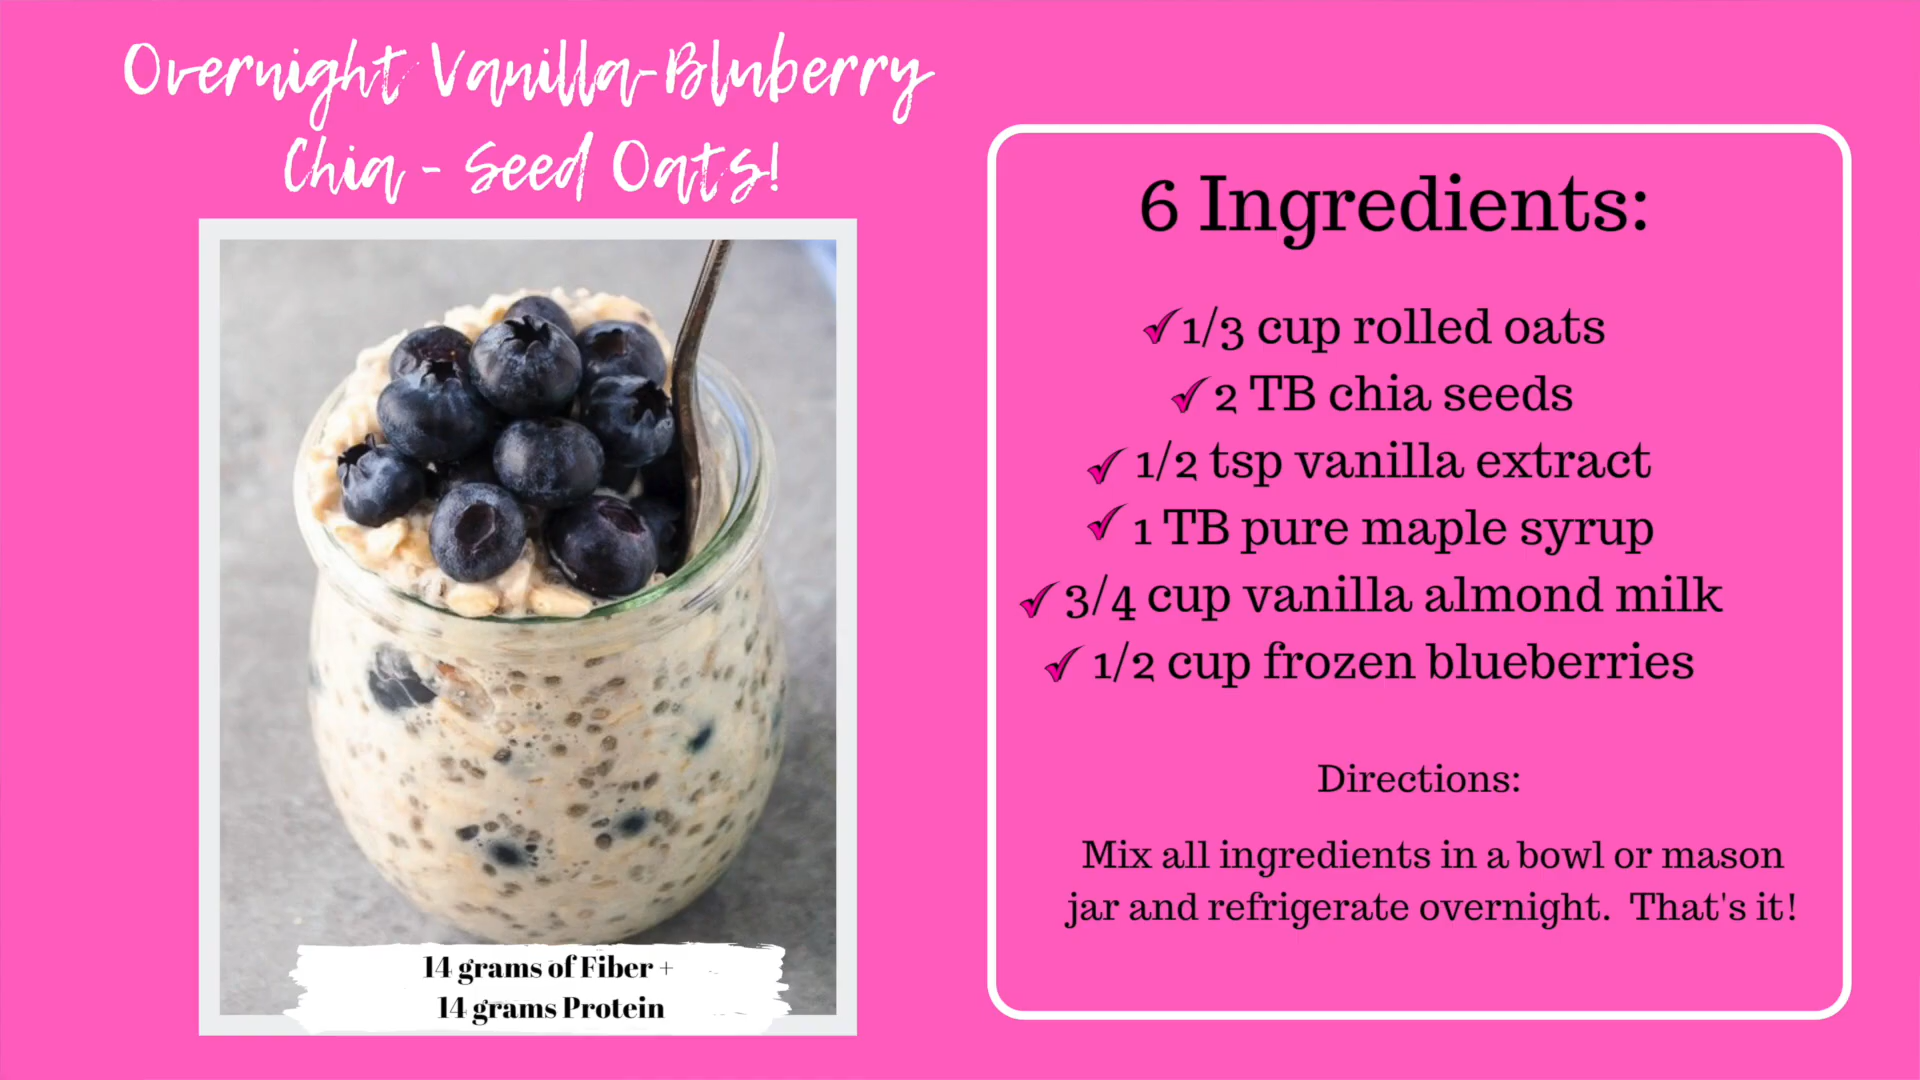 Overnight Vanilla-Bluberry
Chia - Seed Oats!
14 grams of Fiber +
14 grams Protein
6 Ingredients:
1/3 cup rolled oats
2 TB chia seeds
1/2 tsp vanilla extract
1 TB pure maple syrup
3/4 cup vanilla almond milk
1/2 cup frozen blueberries
Directions:
Mix all ingredients in a bowl or mason
jar and refrigerate overnight. That's it!